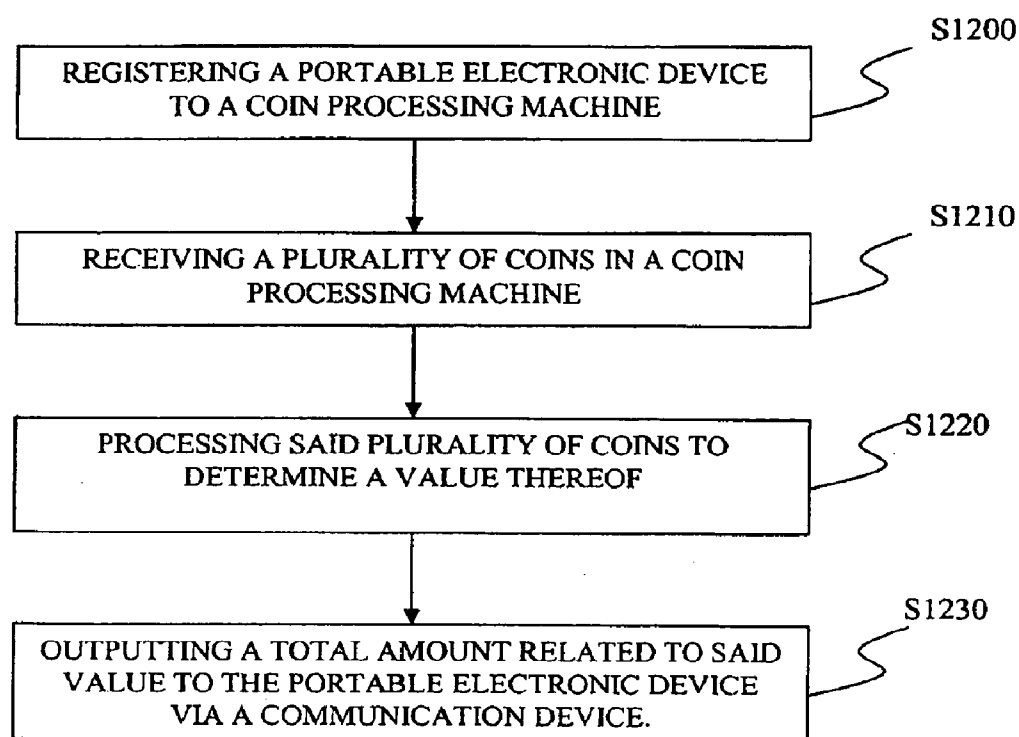 S1200
REGISTERING A PORTABLE ELECTRONIC DEVICE
TO A COIN PROCESSING MACHINE
S1210
RECEIVING A PLURALITY OF COINS IN A COIN
PROCESSING MACHINE
S1220
PROCESSING SAID PLURALITY OF COINS TO
DETERMINE A VALUE THEREOF
S1230
OUTPUTTING A TOTAL AMOUNT RELATED TO SAID
VALUE TO THE PORTABLE ELECTRONIC DEVICE
VIA A COMMUNICATION DEVICE.